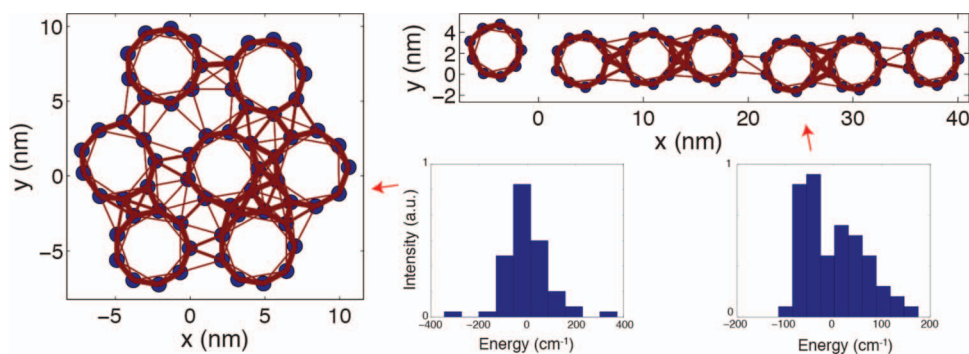 10
5
0
−5
y (nm)
−5 0 5 10
x (nm)
4
2
0
−2
y (nm)
0 10 20 30 40
x (nm)
1
0
Intensity (a.u.)
−400 −200 0 200 400
Energy (cm⁻¹)
1
0
−200 −100 0 100 200
Energy (cm⁻¹)